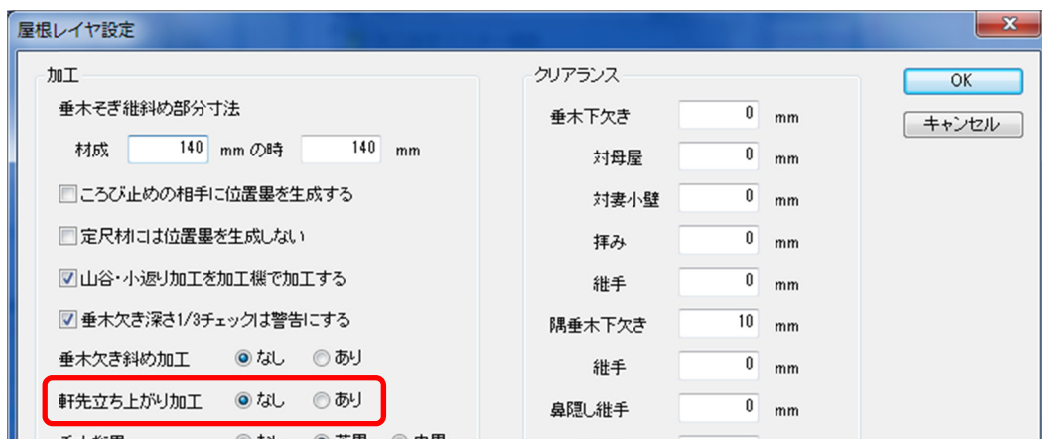 屋根レイヤ設定
加工
垂木そぎ継斜め部分寸法
材成 140 mm の時 140 mm
ころび止めの相手に位置墨を生成する
定尺材には位置墨を生成しない
山谷・小返り加工を加工機で加工する
垂木欠き深さ1/3チェックは警告にする
垂木欠き斜め加工 なし あり
軒先立ち上がり加工 なし あり
クリアランス
垂木下欠き 0 mm
対母屋 0 mm
対妻小壁 0 mm
拝み 0 mm
継手 0 mm
隅垂木下欠き 10 mm
継手 0 mm
鼻隠し継手 0 mm
OK
キャンセル